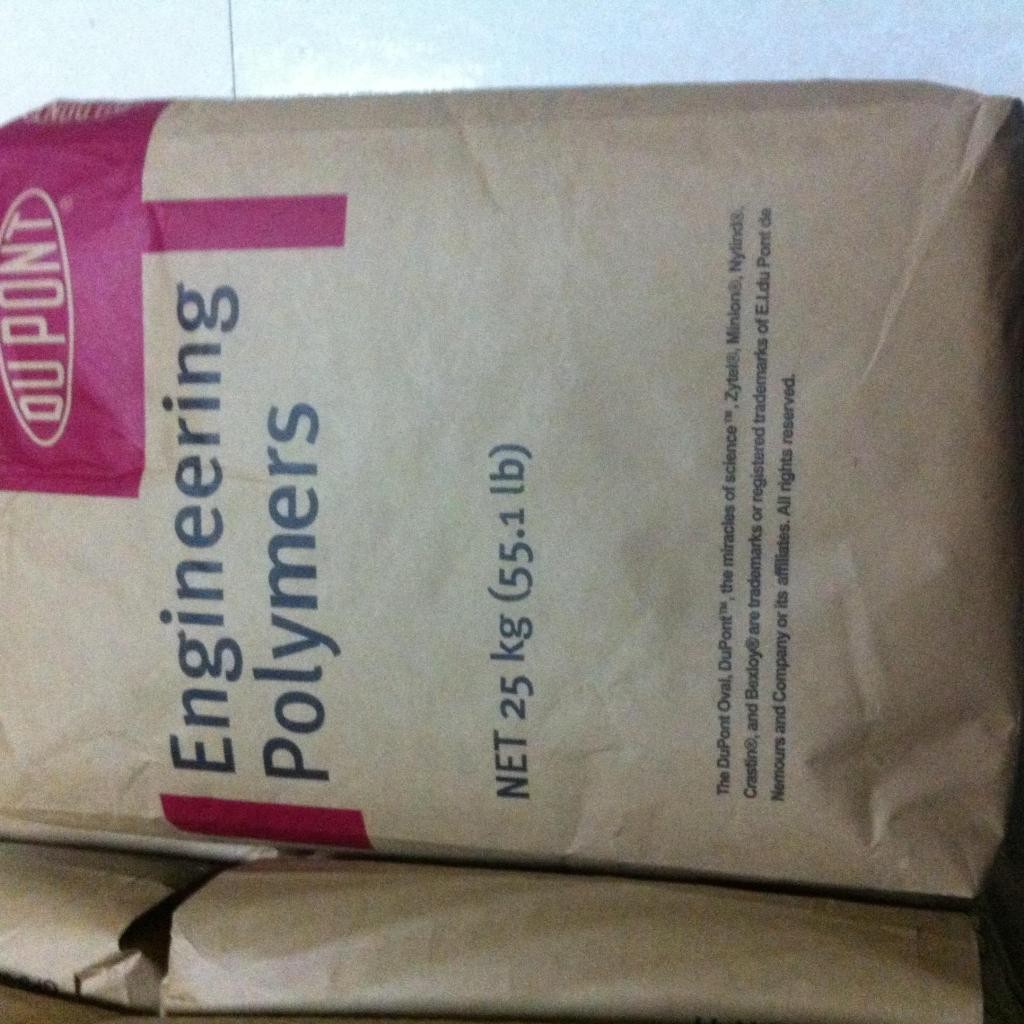 DUPONT®
Engineering
Polymers
NET 25 kg (55.1 lb)
The DuPont Oval, DuPont™, the miracles of science™, Zytel®, Minlon®, Nylind®,
Crastin®, and Bexloy® are trademarks or registered trademarks of E.I.du Pont de
Nemours and Company or its affiliates. All rights reserved.